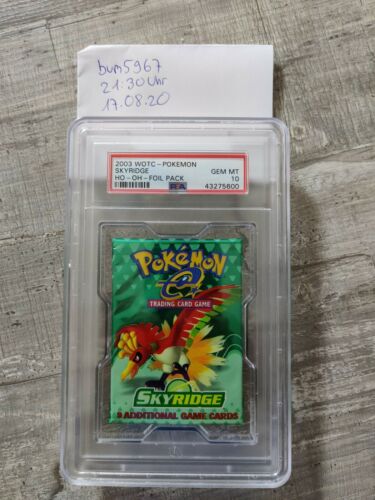 bum5967
21:30 Uhr
17.08.20
2003 WOTC-POKEMON
SKYRIDGE GEM MT
HO-OH-FOIL PACK 10
PSA 43275600
POKéMON
e
TRADING CARD GAME
SKYRIDGE
9 ADDITIONAL GAME CARDS